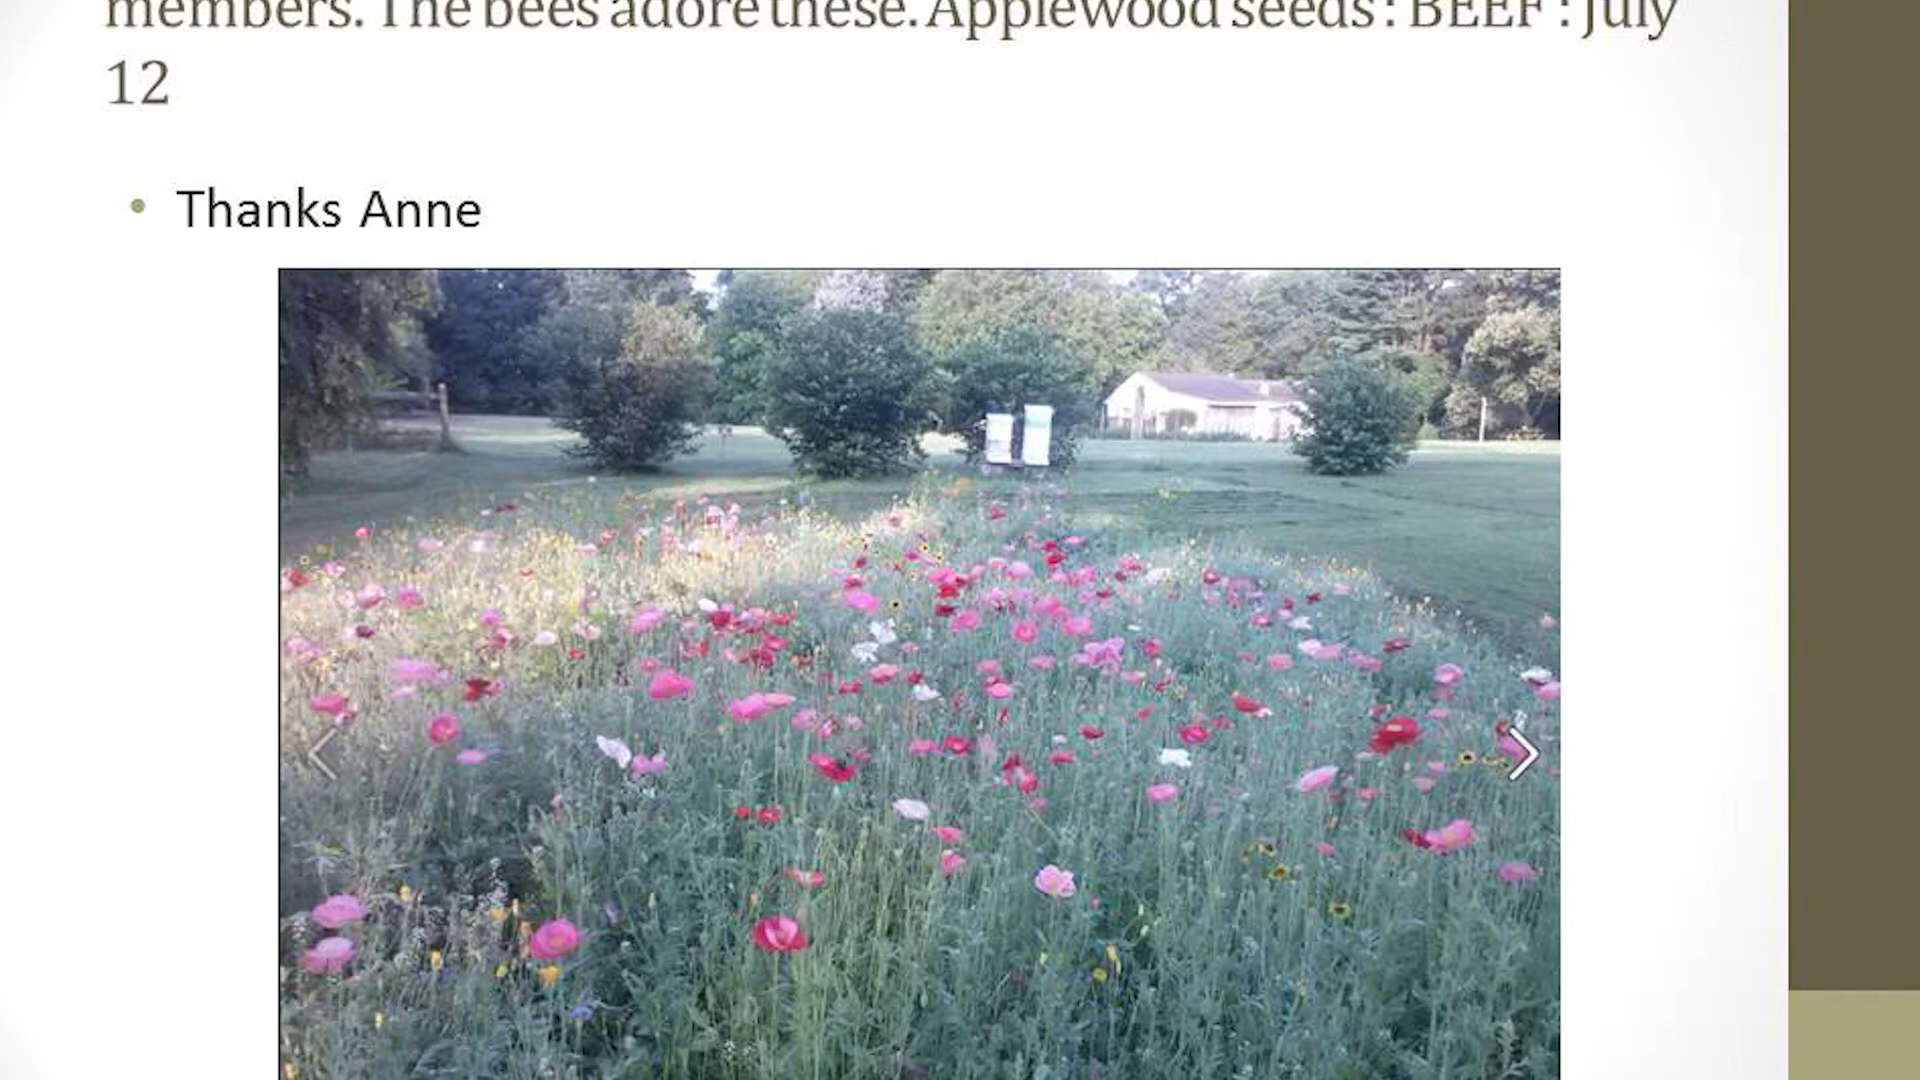 members. The bees adore these. Applewood seeds : BEEF : July
12
• Thanks Anne